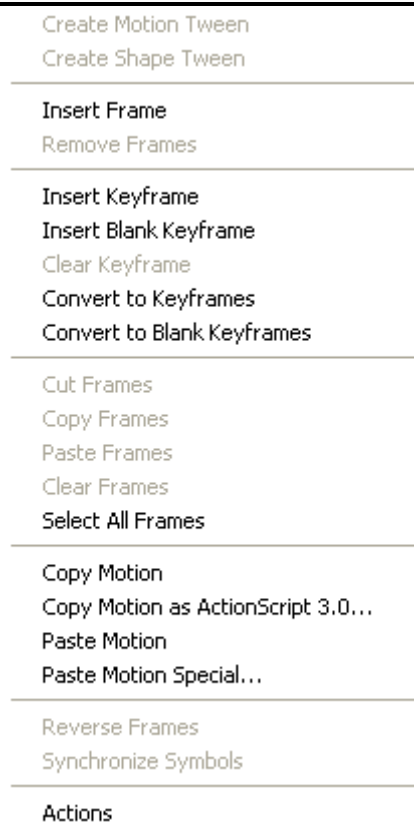 Create Motion Tween
Create Shape Tween
Insert Frame
Remove Frames
Insert Keyframe
Insert Blank Keyframe
Clear Keyframe
Convert to Keyframes
Convert to Blank Keyframes
Cut Frames
Copy Frames
Paste Frames
Clear Frames
Select All Frames
Copy Motion
Copy Motion as ActionScript 3.0...
Paste Motion
Paste Motion Special...
Reverse Frames
Synchronize Symbols
Actions